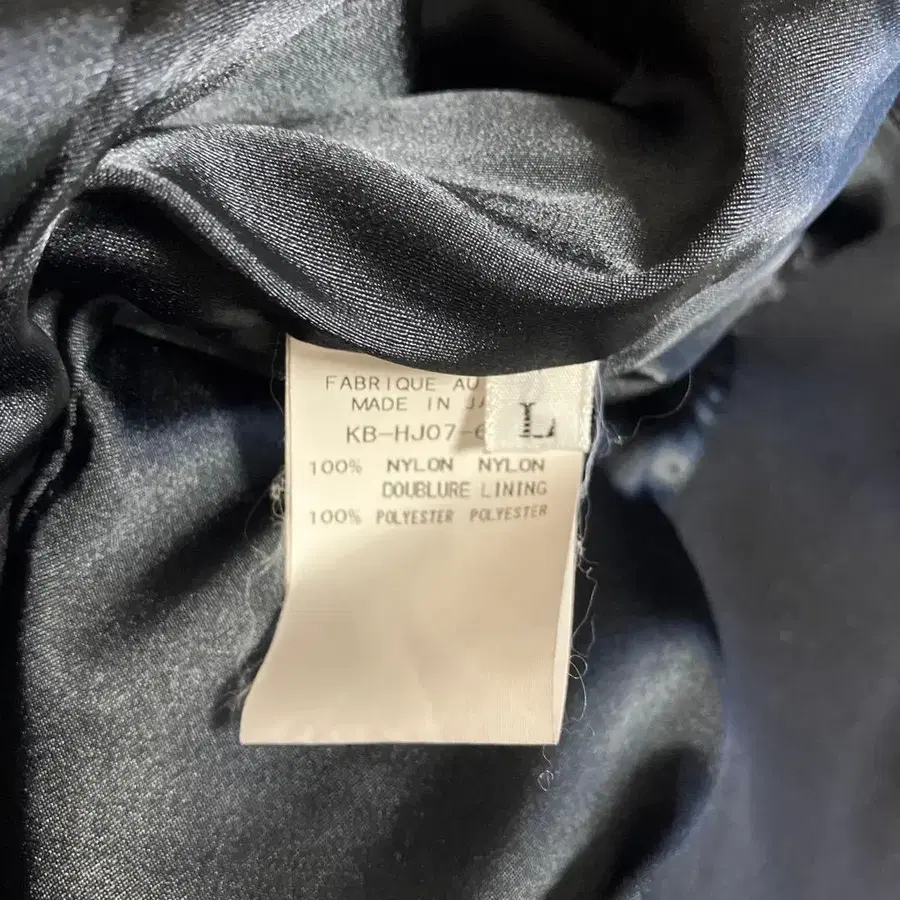 FABRIQUE AU
MADE IN JA
KB-HJ07-6
L
100% NYLON NYLON
DOUBLURE LINING
100% POLYESTER POLYESTER